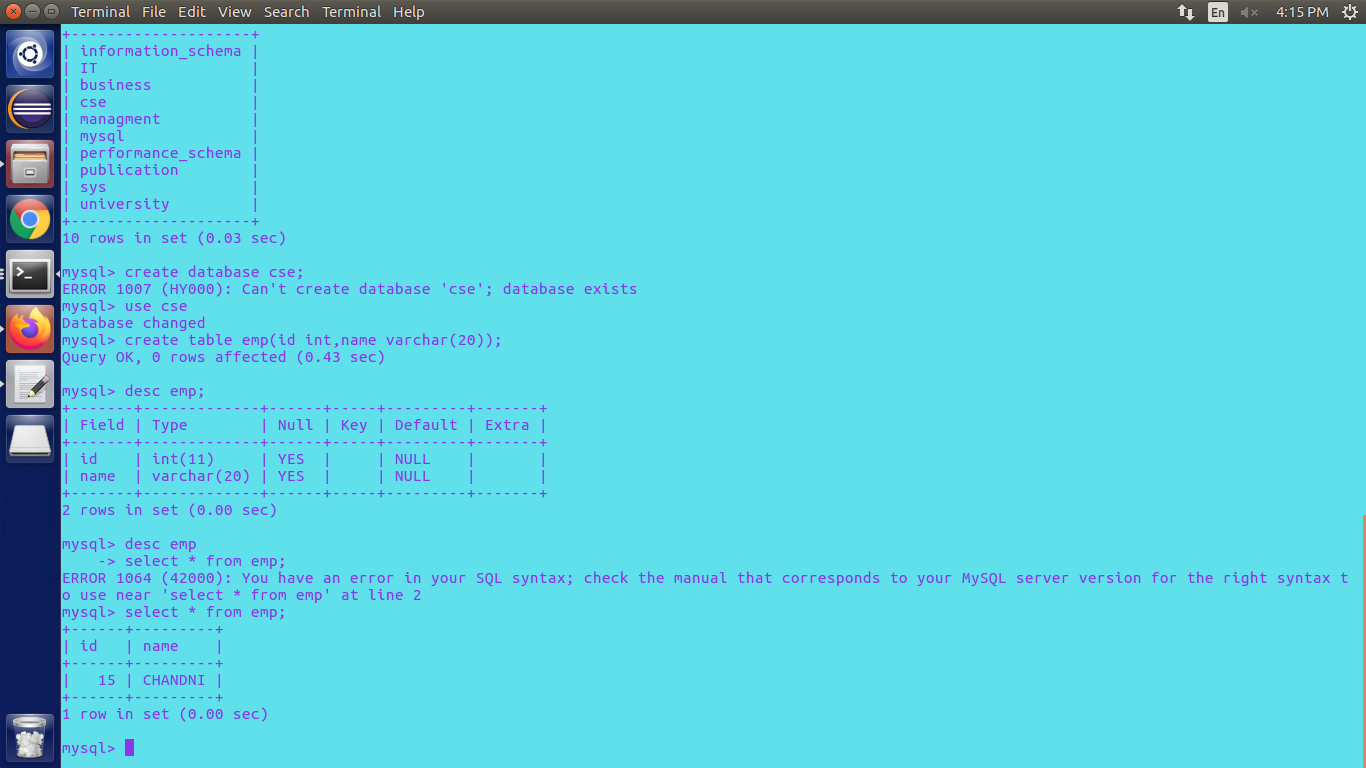 Terminal File Edit View Search Terminal Help En 4:15 PM
+--------------------+
| information_schema |
| IT                 |
| business           |
| cse                |
| managment          |
| mysql              |
| performance_schema |
| publication        |
| sys                |
| university         |
+--------------------+
10 rows in set (0.03 sec)
mysql> create database cse;
ERROR 1007 (HY000): Can't create database 'cse'; database exists
mysql> use cse
Database changed
mysql> create table emp(id int,name varchar(20));
Query OK, 0 rows affected (0.43 sec)
mysql> desc emp;
+-------+-------------+------+-----+---------+-------+
| Field | Type        | Null | Key | Default | Extra |
+-------+-------------+------+-----+---------+-------+
| id    | int(11)     | YES  |     | NULL    |       |
| name  | varchar(20) | YES  |     | NULL    |       |
+-------+-------------+------+-----+---------+-------+
2 rows in set (0.00 sec)
mysql> desc emp
    -> select * from emp;
ERROR 1064 (42000): You have an error in your SQL syntax; check the manual that corresponds to your MySQL server version for the right syntax t
o use near 'select * from emp' at line 2
mysql> select * from emp;
+------+---------+
| id   | name    |
+------+---------+
|   15 | CHANDNI |
+------+---------+
1 row in set (0.00 sec)
mysql>